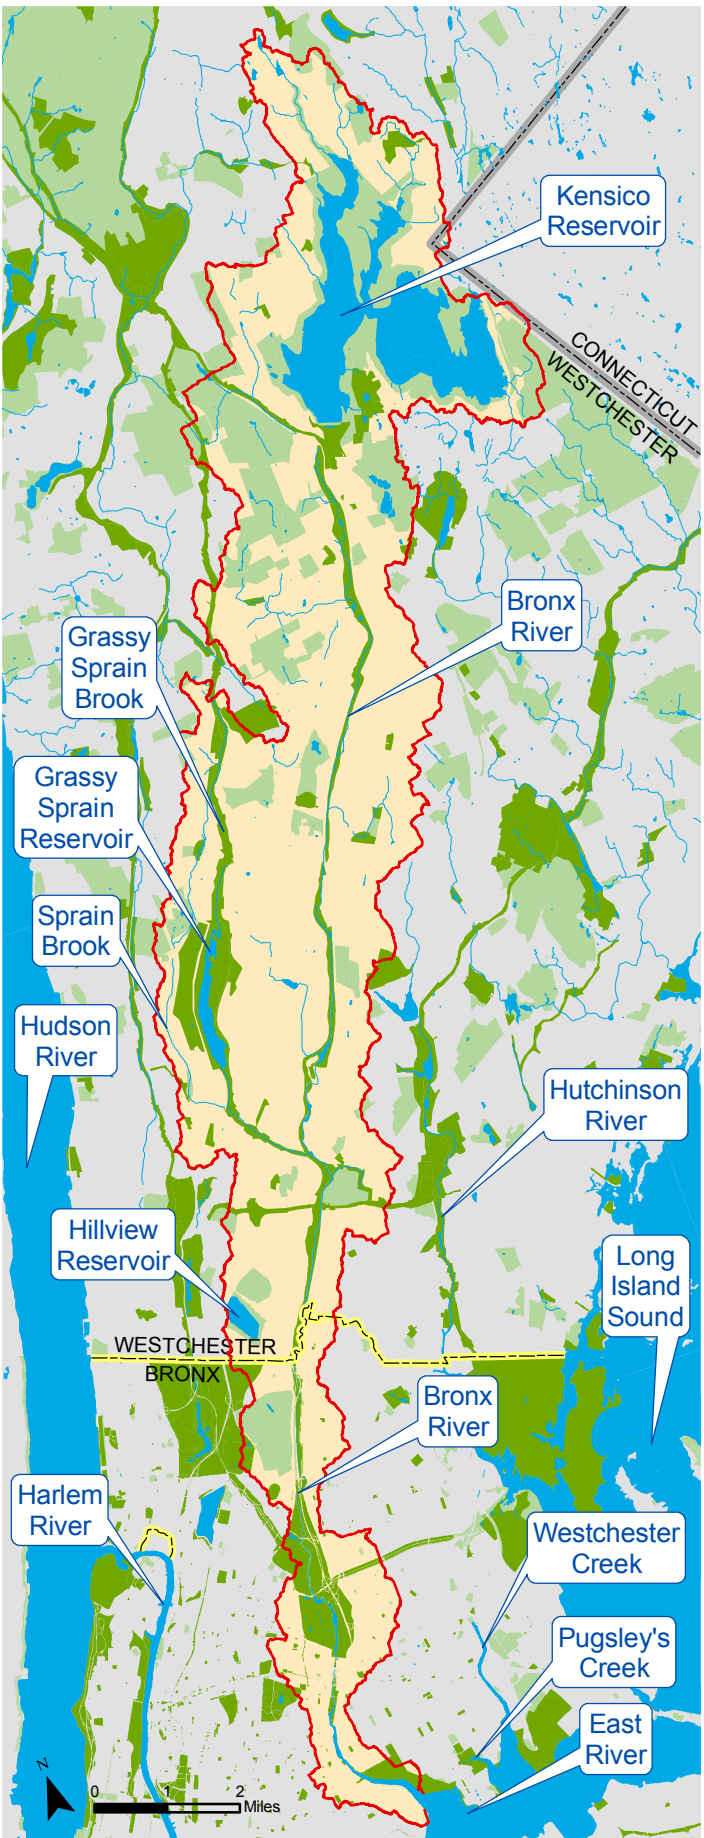 Kensico
Reservoir
CONNECTICUT
WESTCHESTER
Bronx
River
Grassy
Sprain
Brook
Grassy
Sprain
Reservoir
Sprain
Brook
Hudson
River
Hutchinson
River
Hillview
Reservoir
Long
Island
Sound
WESTCHESTER
BRONX
Bronx
River
Harlem
River
Westchester
Creek
Pugsley's
Creek
East
River
N
0 1 2
Miles